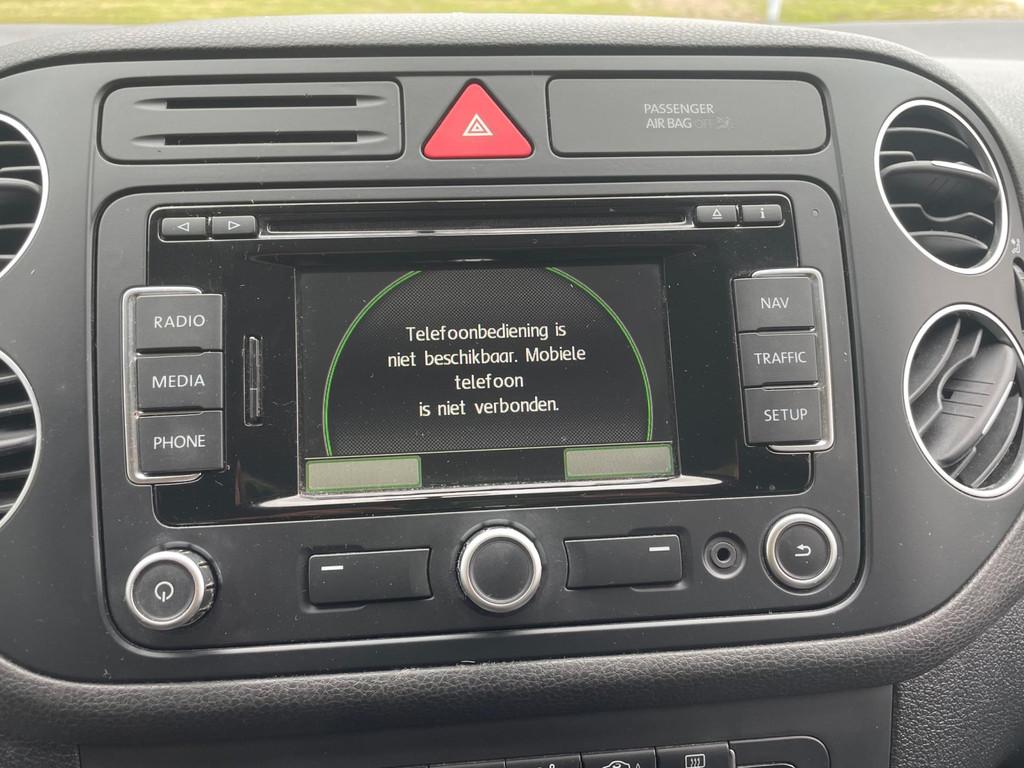 PASSENGER
AIR BAG OFF
i
RADIO
MEDIA
PHONE
Telefoonbediening is
niet beschikbaar. Mobiele
telefoon
is niet verbonden.
NAV
TRAFFIC
SETUP